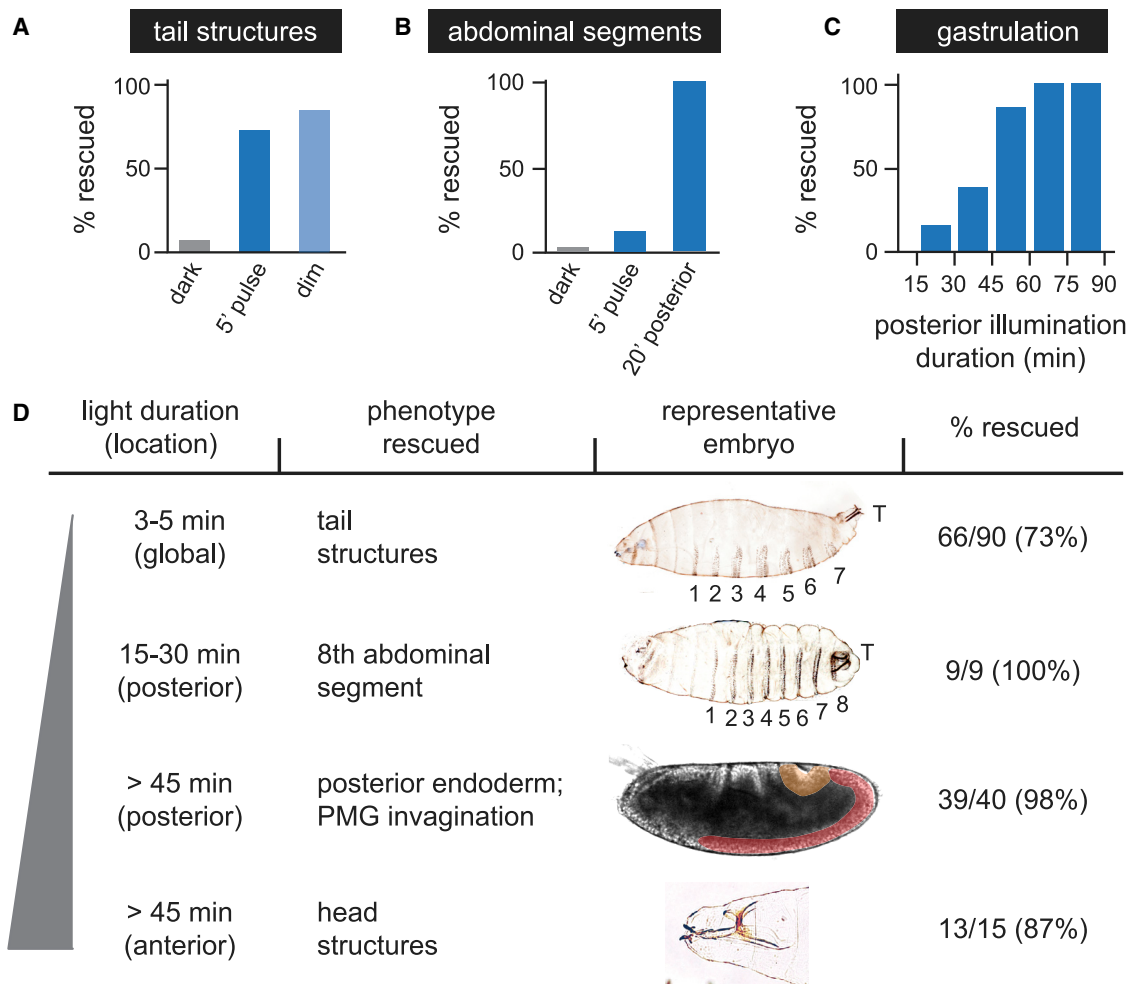 A
tail structures
% rescued
100
50
0
dark
5' pulse
dim
B
abdominal segments
% rescued
100
50
0
dark
5' pulse
20' posterior
C
gastrulation
% rescued
100
50
0
15 30 45 60 75 90
posterior illumination
duration (min)
D
light duration
(location)
phenotype
rescued
representative
embryo
% rescued
3-5 min
(global)
tail
structures
T
1 2 3 4 5 6 7
66/90 (73%)
15-30 min
(posterior)
8th abdominal
segment
T
1 2 3 4 5 6 7 8
9/9 (100%)
> 45 min
(posterior)
posterior endoderm;
PMG invagination
39/40 (98%)
> 45 min
(anterior)
head
structures
13/15 (87%)